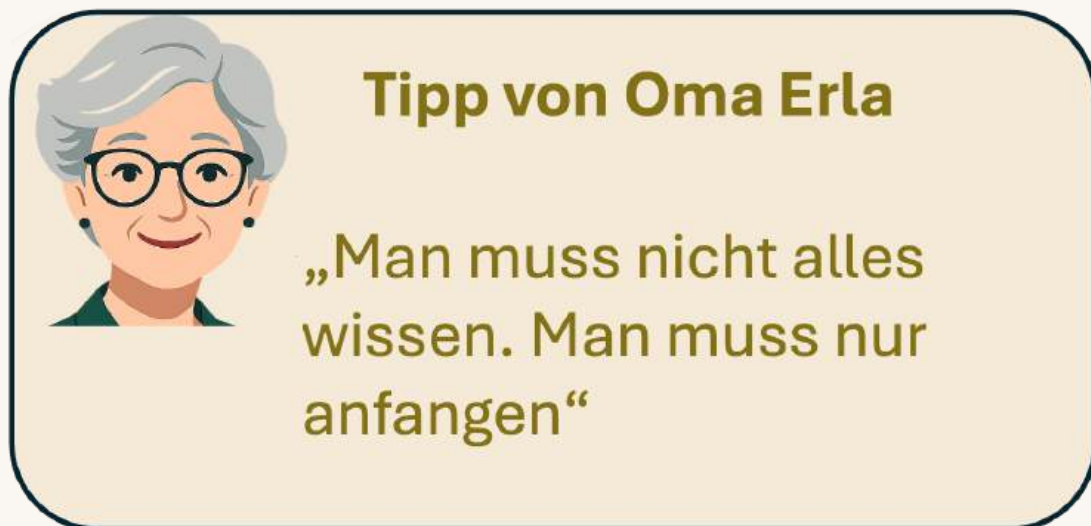 Tipp von Oma Erla
„Man muss nicht alles
wissen. Man muss nur
anfangen“